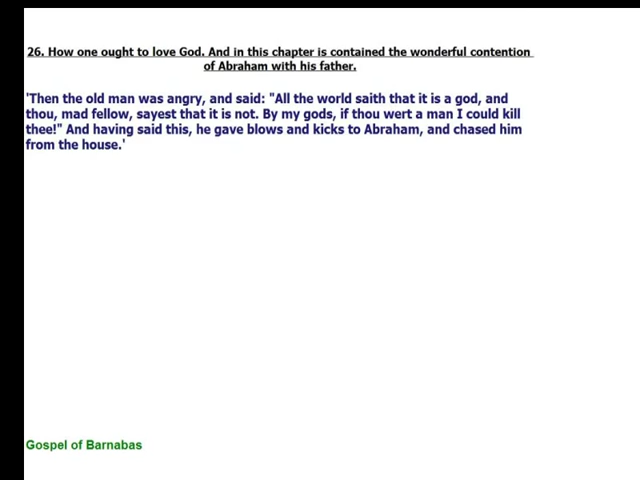 26. How one ought to love God. And in this chapter is contained the wonderful contention
of Abraham with his father.
'Then the old man was angry, and said: "All the world saith that it is a god, and
thou, mad fellow, sayest that it is not. By my gods, if thou wert a man I could kill
thee!" And having said this, he gave blows and kicks to Abraham, and chased him
from the house.'
Gospel of Barnabas